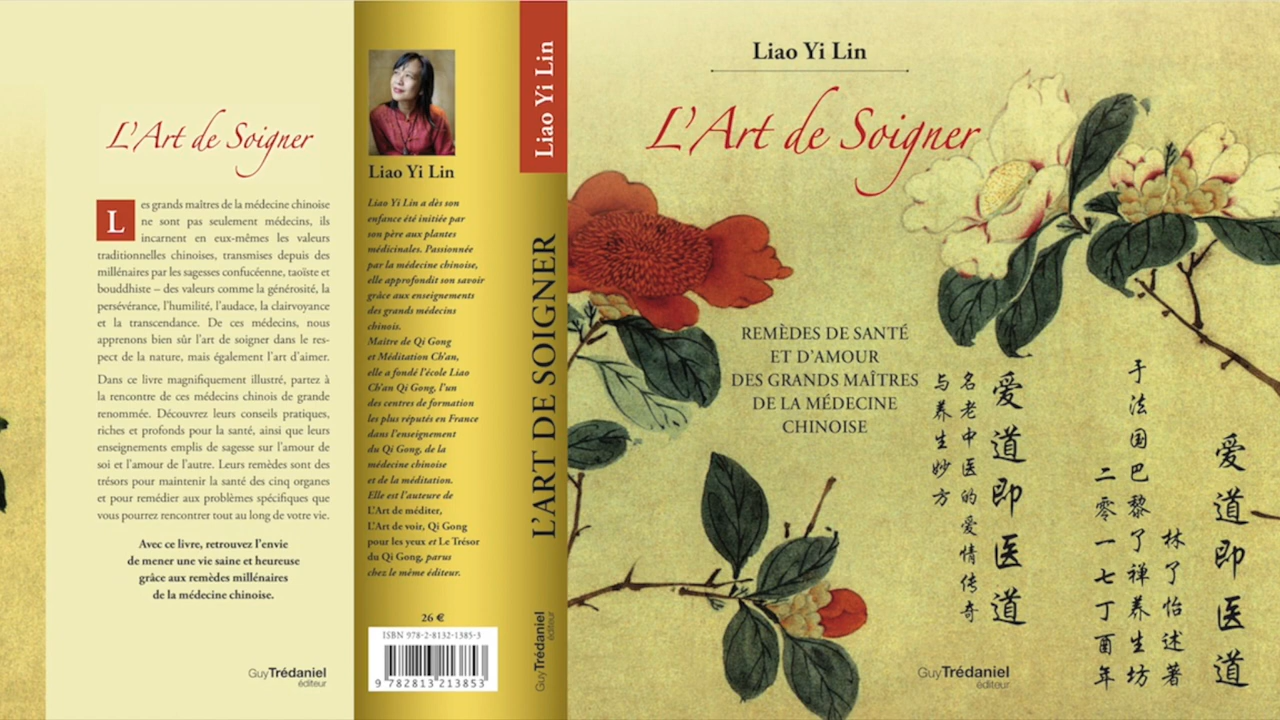 L'Art de Soigner
Les grands maîtres de la médecine chinoise
ne sont pas seulement médecins, ils
incarnent en eux-mêmes les valeurs
traditionnelles chinoises, transmises depuis des
millénaires par les sagesses confucéenne, taoïste et
bouddhiste – des valeurs comme la générosité, la
persévérance, l'humilité, l'audace, la clairvoyance
et la transcendance. De ces médecins, nous
apprenons bien sûr l'art de soigner dans le res-
pect de la nature, mais également l'art d'aimer.
Dans ce livre magnifiquement illustré, partez à
la rencontre de ces médecins chinois de grande
renommée. Découvrez leurs conseils pratiques,
riches et profonds pour la santé, ainsi que leurs
enseignements emplis de sagesse sur l'amour de
soi et l'amour de l'autre. Leurs remèdes sont des
trésors pour maintenir la santé des cinq organes
et pour remédier aux problèmes spécifiques que
vous pourrez rencontrer tout au long de votre vie.
Avec ce livre, retrouvez l'envie
de mener une vie saine et heureuse
grâce aux remèdes millénaires
de la médecine chinoise.
GuyTrédaniel
éditeur
Liao Yi Lin
Liao Yi Lin a dès son
enfance été initiée par
son père aux plantes
médicinales. Passionnée
par la médecine chinoise,
elle approfondit son savoir
grâce aux enseignements
des grands médecins
chinois.
Maître de Qi Gong
et Méditation Ch'an,
elle a fondé l'école Liao
Ch'an Qi Gong, l'un
des centres de formation
les plus réputés en France
dans l'enseignement
du Qi Gong, de la
médecine chinoise
et de la méditation.
Elle est l'auteure de
L'Art de méditer,
L'Art de voir, Qi Gong
pour les yeux et Le Trésor
du Qi Gong, parus
chez le même éditeur.
26 €
ISBN 978-2-8132-1385-3
9 782813 213853
Liao Yi Lin
L'ART DE SOIGNER
GuyTrédaniel
éditeur
Liao Yi Lin
L'Art de Soigner
REMÈDES DE SANTÉ
ET D'AMOUR
DES GRANDS MAÎTRES
DE LA MÉDECINE
CHINOISE
爱道即医道
名老中医的爱情传奇
与养生妙方
爱道即医道
林了怡述著
于法国巴黎了禅养生坊
二零一七丁酉年
GuyTrédaniel
éditeur